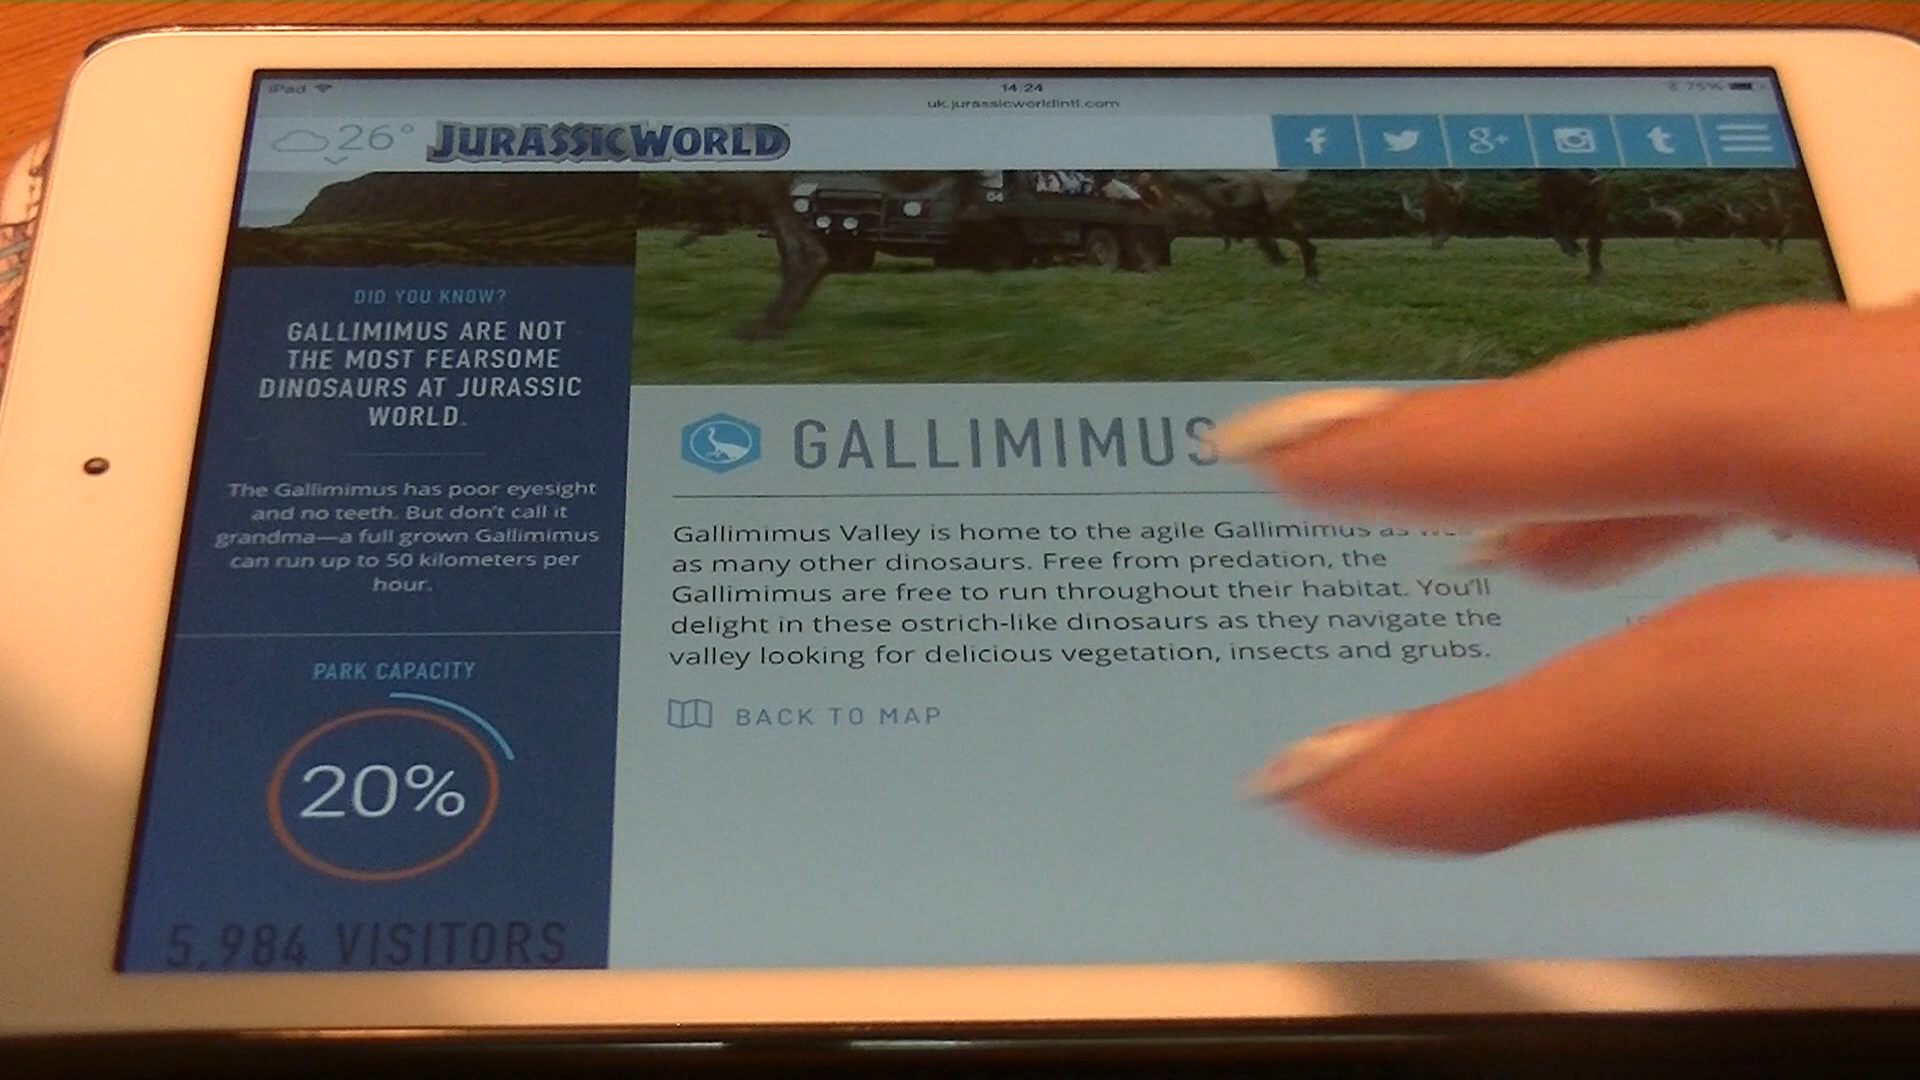 iPad
14:24
75%
uk.jurassicworldintl.com
26°
JURASSIC WORLD
04
DID YOU KNOW?
GALLIMIMUS ARE NOT
THE MOST FEARSOME
DINOSAURS AT JURASSIC
WORLD.
The Gallimimus has poor eyesight
and no teeth. But don't call it
grandma—a full grown Gallimimus
can run up to 50 kilometers per
hour.
PARK CAPACITY
20%
5,984 VISITORS
GALLIMIMUS
Gallimimus Valley is home to the agile Gallimimus as
as many other dinosaurs. Free from predation, the
Gallimimus are free to run throughout their habitat. You'll
delight in these ostrich-like dinosaurs as they navigate the
valley looking for delicious vegetation, insects and grubs.
BACK TO MAP